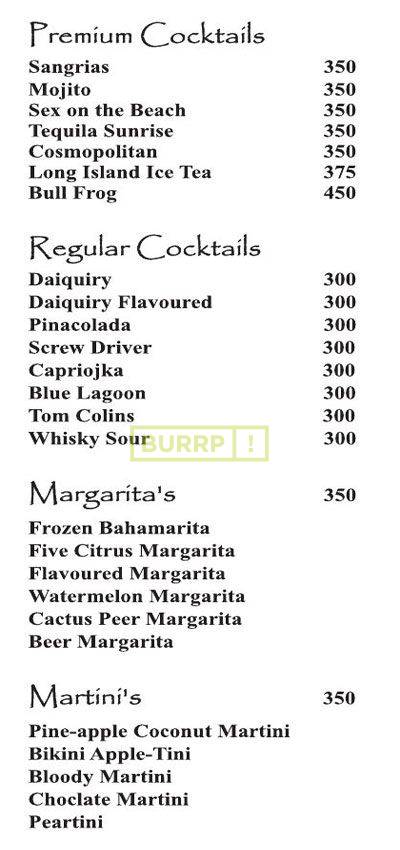 Premium Cocktails
Sangrias 350
Mojito 350
Sex on the Beach 350
Tequila Sunrise 350
Cosmopolitan 350
Long Island Ice Tea 375
Bull Frog 450
Regular Cocktails
Daiquiry 300
Daiquiry Flavoured 300
Pinacolada 300
Screw Driver 300
Capriojka 300
Blue Lagoon 300
Tom Colins 300
Whisky Sour 300
BURRP!
Margarita's 350
Frozen Bahamarita
Five Citrus Margarita
Flavoured Margarita
Watermelon Margarita
Cactus Peer Margarita
Beer Margarita
Martini's 350
Pine-apple Coconut Martini
Bikini Apple-Tini
Bloody Martini
Choclate Martini
Peartini